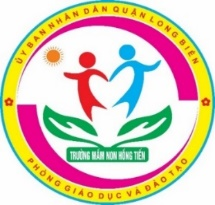 ỦY BAN NHÂN DÂN QUẬN LONG BIÊN
TRƯỜNG MẦM NON HỒNG TIẾN
PHÒNG GIÁO DỤC VÀ ĐÀO TẠO